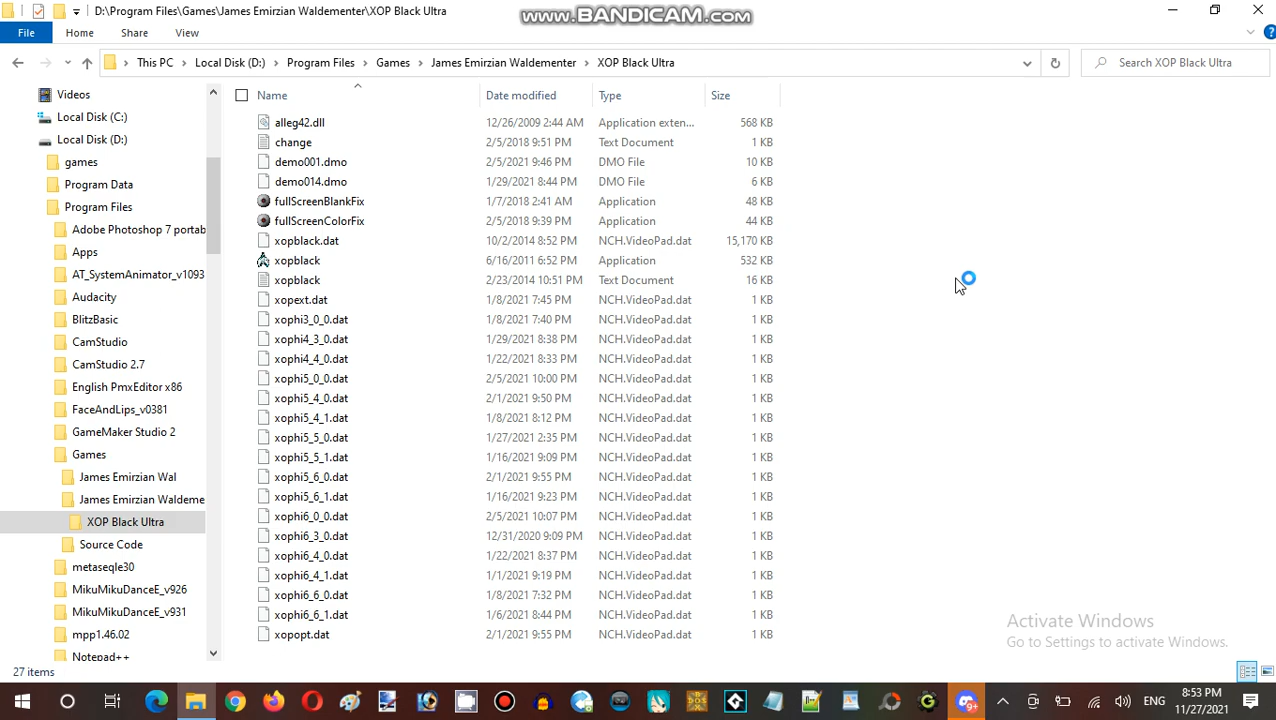 D:\Program Files\Games\James Emirzian Waldementer\XOP Black Ultra
www.BANDICAM.com
File Home Share View
This PC > Local Disk (D:) > Program Files > Games > James Emirzian Waldementer > XOP Black Ultra
Search XOP Black Ultra
Videos
Local Disk (C:)
Local Disk (D:)
games
Program Data
Program Files
Adobe Photoshop 7 portab
Apps
AT_SystemAnimator_v1093
Audacity
BlitzBasic
CamStudio
CamStudio 2.7
English PmxEditor x86
FaceAndLips_v0381
GameMaker Studio 2
Games
James Emirzian Wal
James Emirzian Waldeme
XOP Black Ultra
Source Code
metaseqle30
MikuMikuDanceE_v926
MikuMikuDanceE_v931
mpp1.46.02
Notepad++
Name Date modified Type Size
alleg42.dll 12/26/2009 2:44 AM Application exten... 568 KB
change 2/5/2018 9:51 PM Text Document 1 KB
demo001.dmo 2/5/2021 9:46 PM DMO File 10 KB
demo014.dmo 1/29/2021 8:44 PM DMO File 6 KB
fullScreenBlankFix 1/7/2018 2:41 AM Application 48 KB
fullScreenColorFix 2/5/2018 9:39 PM Application 44 KB
xopblack.dat 10/2/2014 8:52 PM NCH.VideoPad.dat 15,170 KB
xopblack 6/16/2011 6:52 PM Application 532 KB
xopblack 2/23/2014 10:51 PM Text Document 16 KB
xopext.dat 1/8/2021 7:45 PM NCH.VideoPad.dat 1 KB
xophi3_0_0.dat 1/8/2021 7:40 PM NCH.VideoPad.dat 1 KB
xophi4_3_0.dat 1/29/2021 8:38 PM NCH.VideoPad.dat 1 KB
xophi4_4_0.dat 1/22/2021 8:33 PM NCH.VideoPad.dat 1 KB
xophi5_0_0.dat 2/5/2021 10:00 PM NCH.VideoPad.dat 1 KB
xophi5_4_0.dat 2/1/2021 9:50 PM NCH.VideoPad.dat 1 KB
xophi5_4_1.dat 1/8/2021 8:12 PM NCH.VideoPad.dat 1 KB
xophi5_5_0.dat 1/27/2021 2:35 PM NCH.VideoPad.dat 1 KB
xophi5_5_1.dat 1/16/2021 9:09 PM NCH.VideoPad.dat 1 KB
xophi5_6_0.dat 2/1/2021 9:55 PM NCH.VideoPad.dat 1 KB
xophi5_6_1.dat 1/16/2021 9:23 PM NCH.VideoPad.dat 1 KB
xophi6_0_0.dat 2/5/2021 10:07 PM NCH.VideoPad.dat 1 KB
xophi6_3_0.dat 12/31/2020 9:09 PM NCH.VideoPad.dat 1 KB
xophi6_4_0.dat 1/22/2021 8:37 PM NCH.VideoPad.dat 1 KB
xophi6_4_1.dat 1/1/2021 9:19 PM NCH.VideoPad.dat 1 KB
xophi6_6_0.dat 1/8/2021 7:32 PM NCH.VideoPad.dat 1 KB
xophi6_6_1.dat 1/6/2021 8:44 PM NCH.VideoPad.dat 1 KB
xopopt.dat 2/1/2021 9:55 PM NCH.VideoPad.dat 1 KB
Activate Windows
Go to Settings to activate Windows.
27 items
9+
ENG
8:53 PM
11/27/2021